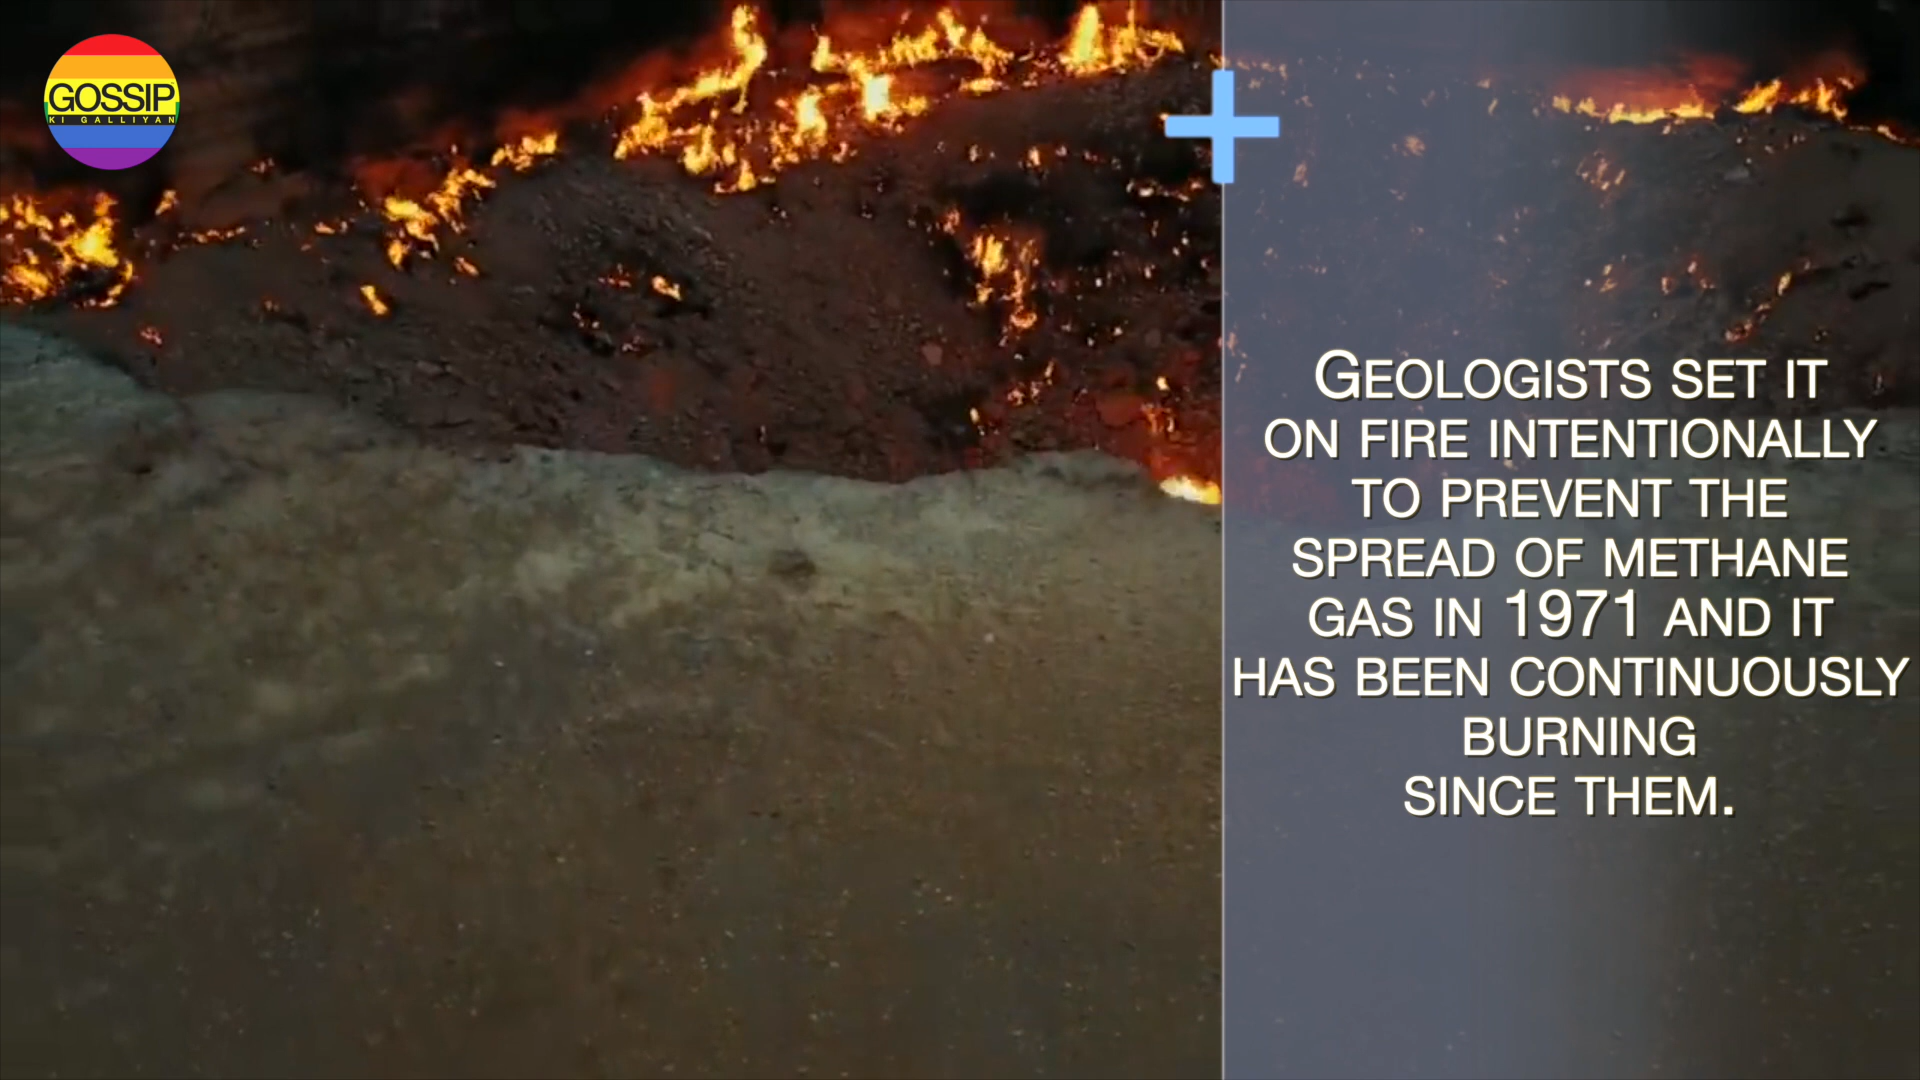 GOSSIP
KI GALLIYAN
GEOLOGISTS SET IT
ON FIRE INTENTIONALLY
TO PREVENT THE
SPREAD OF METHANE
GAS IN 1971 AND IT
HAS BEEN CONTINUOUSLY
BURNING
SINCE THEM.